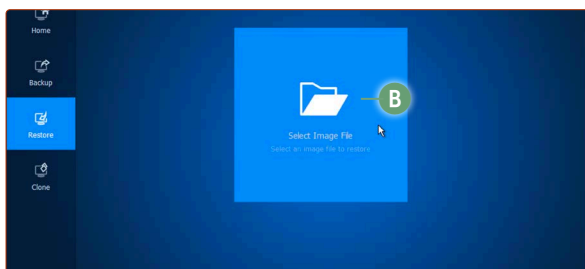 Home
Backup
Restore
Clone
B
Select Image File
Select an image file to restore